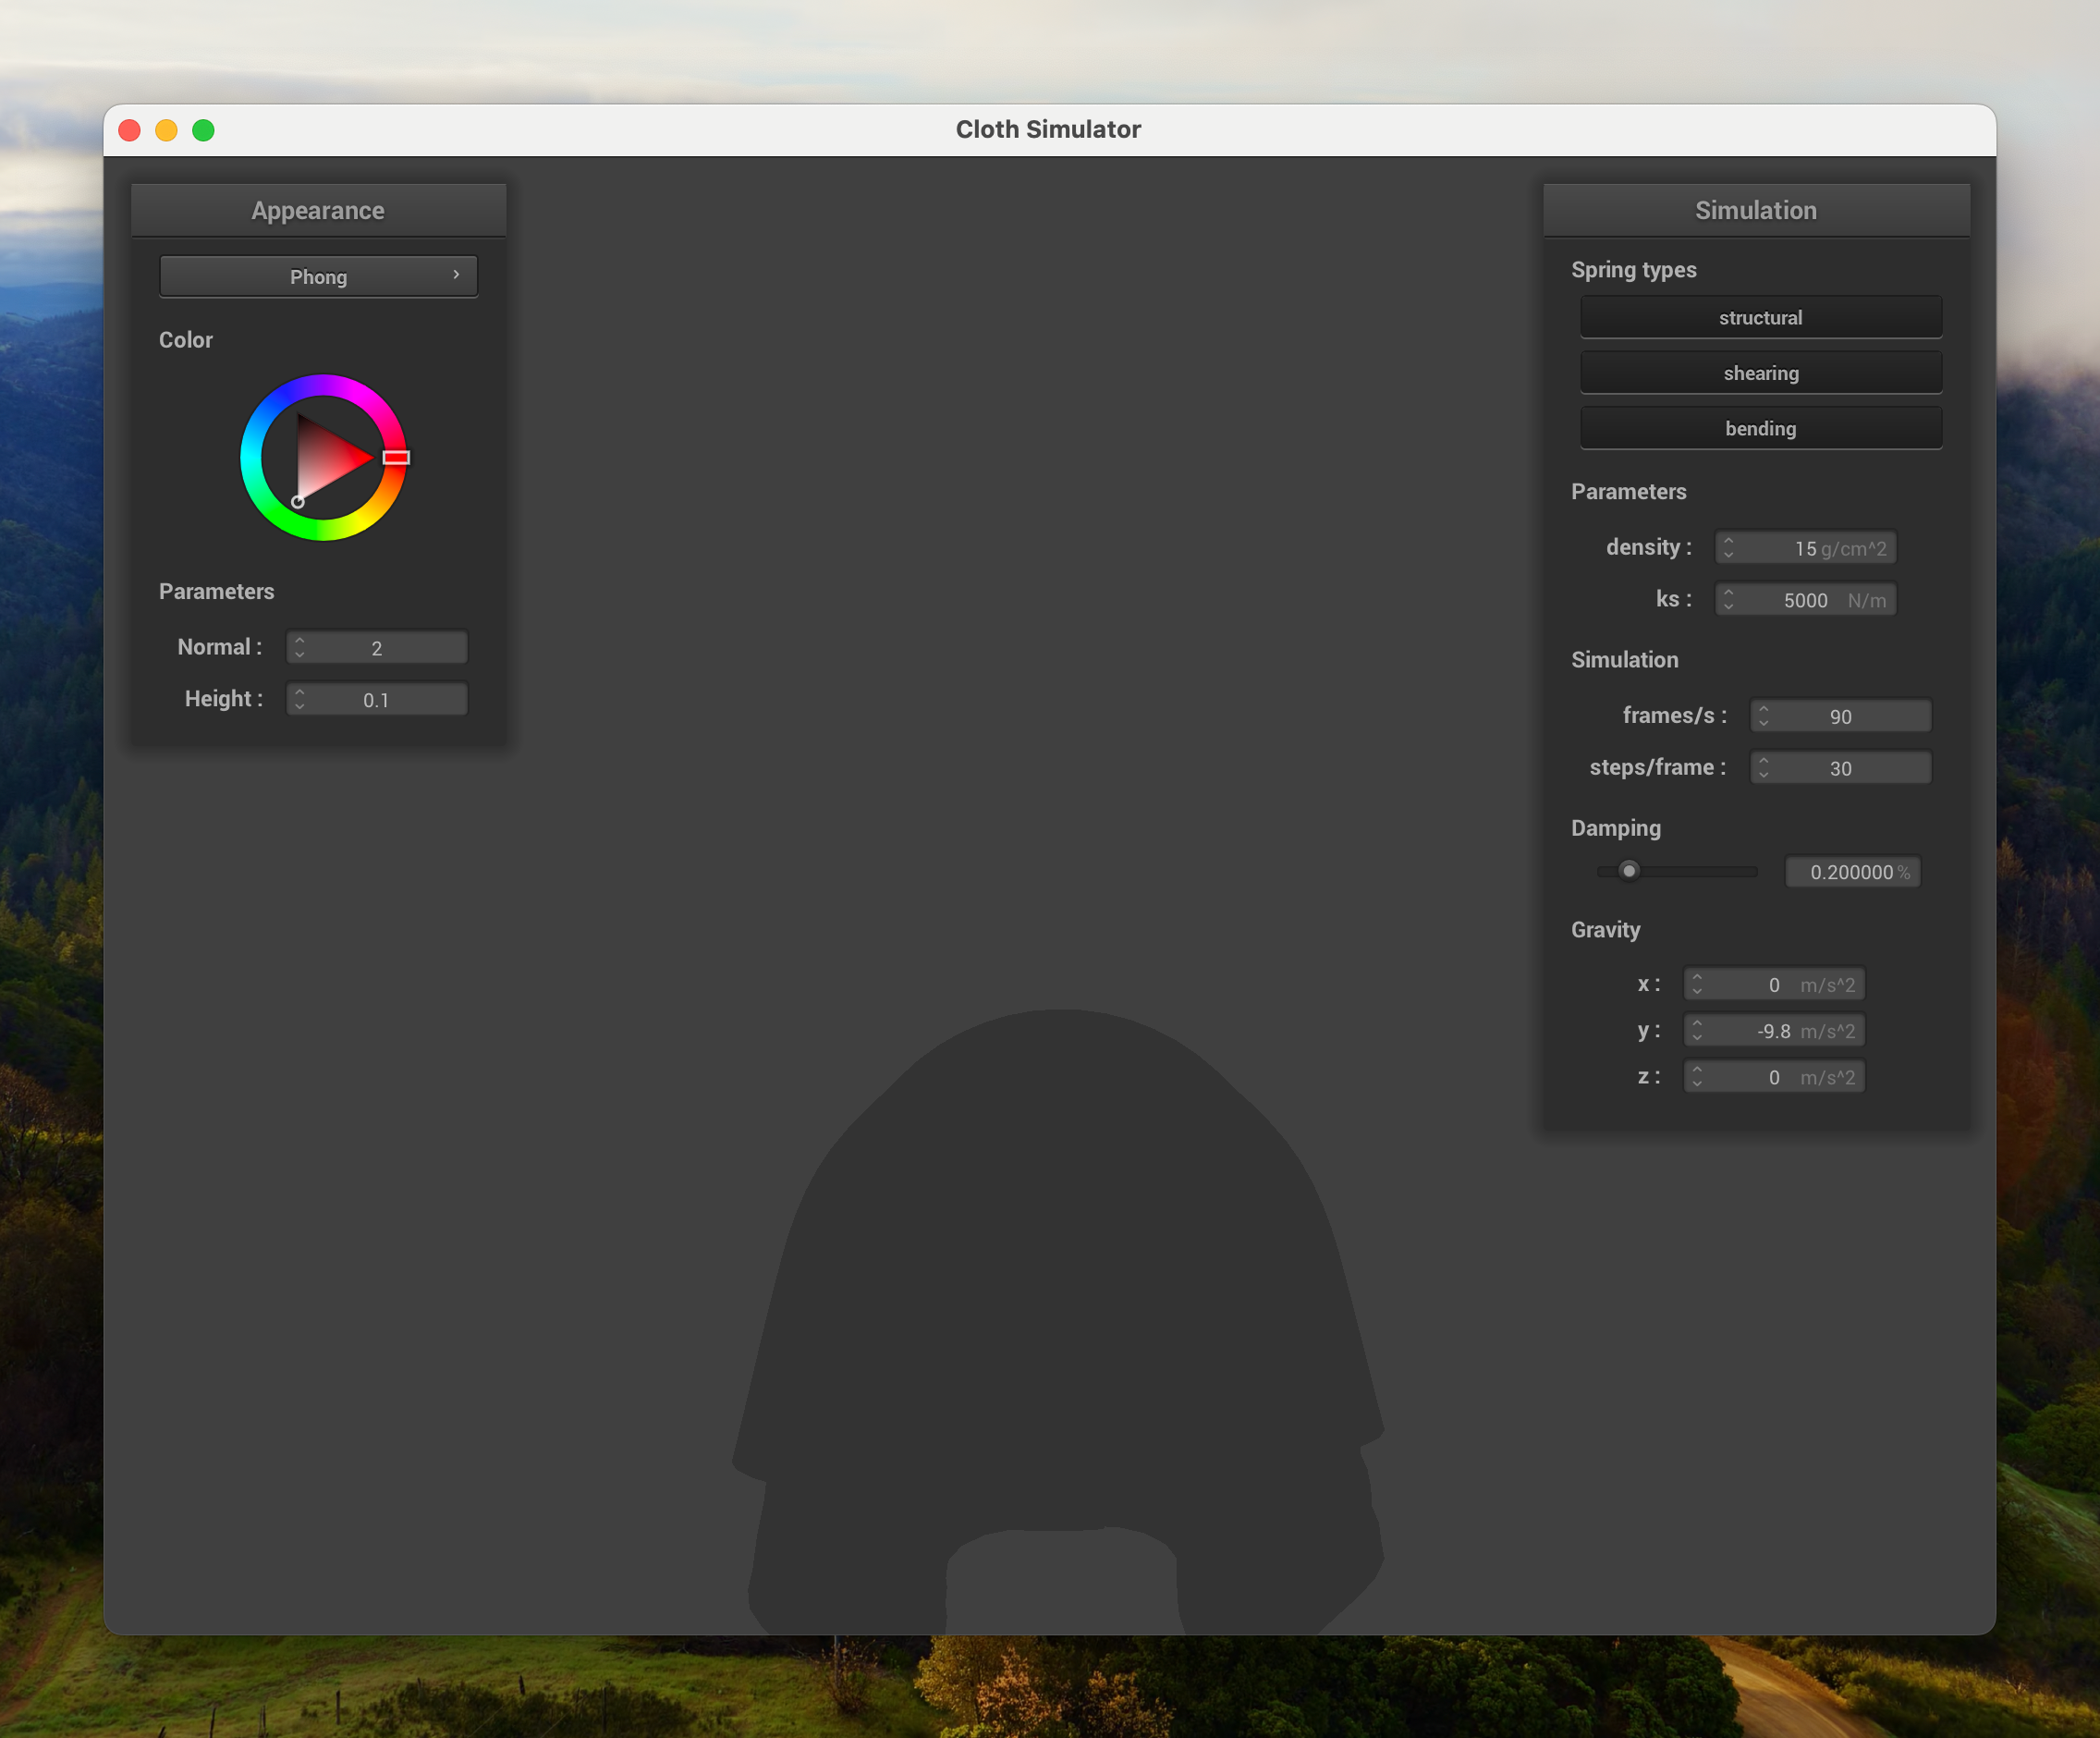 Cloth Simulator
Appearance
Phong
Color
Parameters
Normal : 2
Height : 0.1
Simulation
Spring types
structural
shearing
bending
Parameters
density : 15 g/cm^2
ks : 5000 N/m
Simulation
frames/s : 90
steps/frame : 30
Damping
0.200000 %
Gravity
x : 0 m/s^2
y : -9.8 m/s^2
z : 0 m/s^2